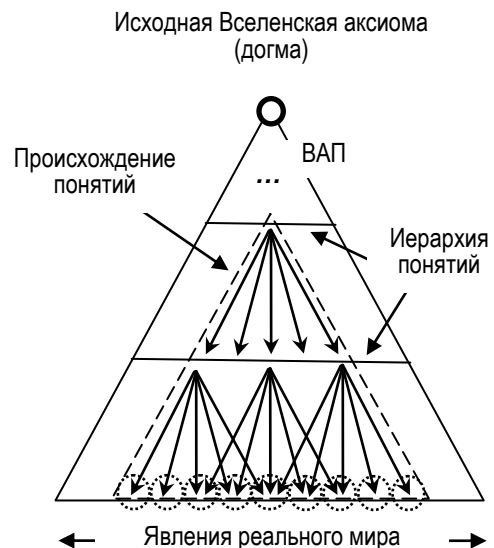 Исходная Вселенская аксиома
(догма)
ВАП
Происхождение
понятий
...
Иерархия
понятий
Явления реального мира